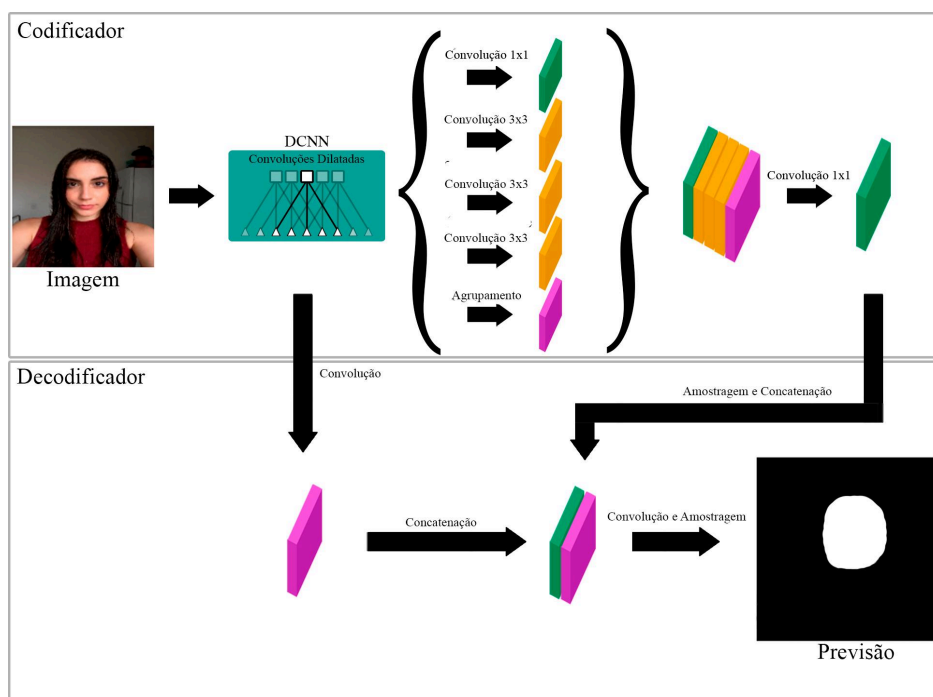 Codificador
Convolução 1x1
Convolução 3x3
DCNN
Convoluções Dilatadas
Convolução 3x3
Convolução 1x1
Convolução 3x3
Imagem
Agrupamento
Decodificador
Convolução
Amostragem e Concatenação
Concatenação
Convolução e Amostragem
Previsão